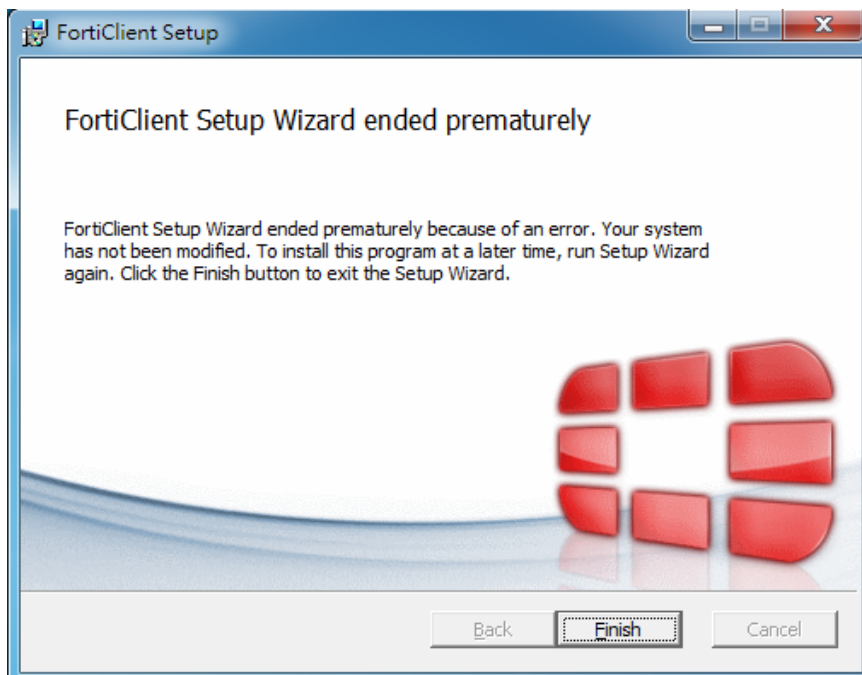 FortiClient Setup
FortiClient Setup Wizard ended prematurely
FortiClient Setup Wizard ended prematurely because of an error. Your system
has not been modified. To install this program at a later time, run Setup Wizard
again. Click the Finish button to exit the Setup Wizard.
Back
Finish
Cancel